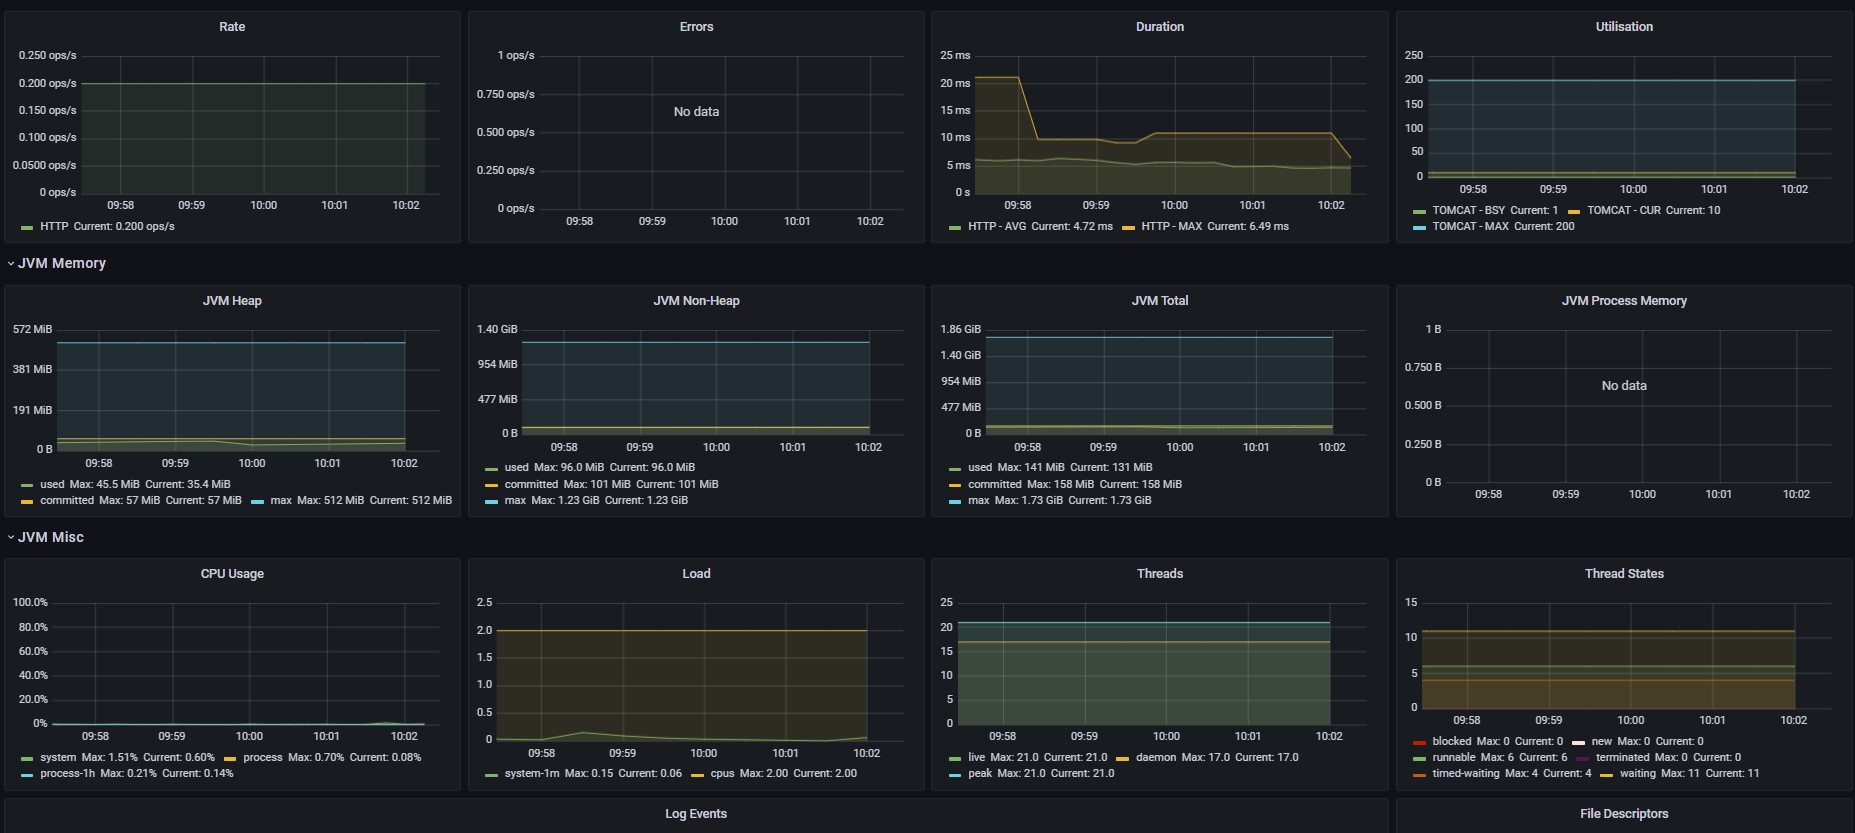 Rate
0.250 ops/s
0.200 ops/s
0.150 ops/s
0.100 ops/s
0.0500 ops/s
0 ops/s
09:58 09:59 10:00 10:01 10:02
HTTP Current: 0.200 ops/s
Errors
1 ops/s
0.750 ops/s
0.500 ops/s
0.250 ops/s
0 ops/s
No data
09:58 09:59 10:00 10:01 10:02
Duration
25 ms
20 ms
15 ms
10 ms
5 ms
0 s
09:58 09:59 10:00 10:01 10:02
HTTP - AVG Current: 4.72 ms HTTP - MAX Current: 6.49 ms
Utilisation
250
200
150
100
50
0
09:58 09:59 10:00 10:01 10:02
TOMCAT - BSY Current: 1 TOMCAT - CUR Current: 10
TOMCAT - MAX Current: 200
JVM Memory
JVM Heap
572 MiB
381 MiB
191 MiB
0 B
09:58 09:59 10:00 10:01 10:02
used Max: 45.5 MiB Current: 35.4 MiB
committed Max: 57 MiB Current: 57 MiB max Max: 512 MiB Current: 512 MiB
JVM Non-Heap
1.40 GiB
954 MiB
477 MiB
0 B
09:58 09:59 10:00 10:01 10:02
used Max: 96.0 MiB Current: 96.0 MiB
committed Max: 101 MiB Current: 101 MiB
max Max: 1.23 GiB Current: 1.23 GiB
JVM Total
1.86 GiB
1.40 GiB
954 MiB
477 MiB
0 B
09:58 09:59 10:00 10:01 10:02
used Max: 141 MiB Current: 131 MiB
committed Max: 158 MiB Current: 158 MiB
max Max: 1.73 GiB Current: 1.73 GiB
JVM Process Memory
1 B
0.750 B
0.500 B
0.250 B
0 B
No data
09:58 09:59 10:00 10:01 10:02
JVM Misc
CPU Usage
100.0%
80.0%
60.0%
40.0%
20.0%
0%
09:58 09:59 10:00 10:01 10:02
system Max: 1.51% Current: 0.60% process Max: 0.70% Current: 0.08%
process-1h Max: 0.21% Current: 0.14%
Load
2.5
2.0
1.5
1.0
0.5
0
09:58 09:59 10:00 10:01 10:02
system-1m Max: 0.15 Current: 0.06 cpus Max: 2.00 Current: 2.00
Threads
25
20
15
10
5
0
09:58 09:59 10:00 10:01 10:02
live Max: 21.0 Current: 21.0 daemon Max: 17.0 Current: 17.0
peak Max: 21.0 Current: 21.0
Thread States
15
10
5
0
09:58 09:59 10:00 10:01 10:02
blocked Max: 0 Current: 0 new Max: 0 Current: 0
runnable Max: 6 Current: 6 terminated Max: 0 Current: 0
timed-waiting Max: 4 Current: 4 waiting Max: 11 Current: 11
Log Events
File Descriptors